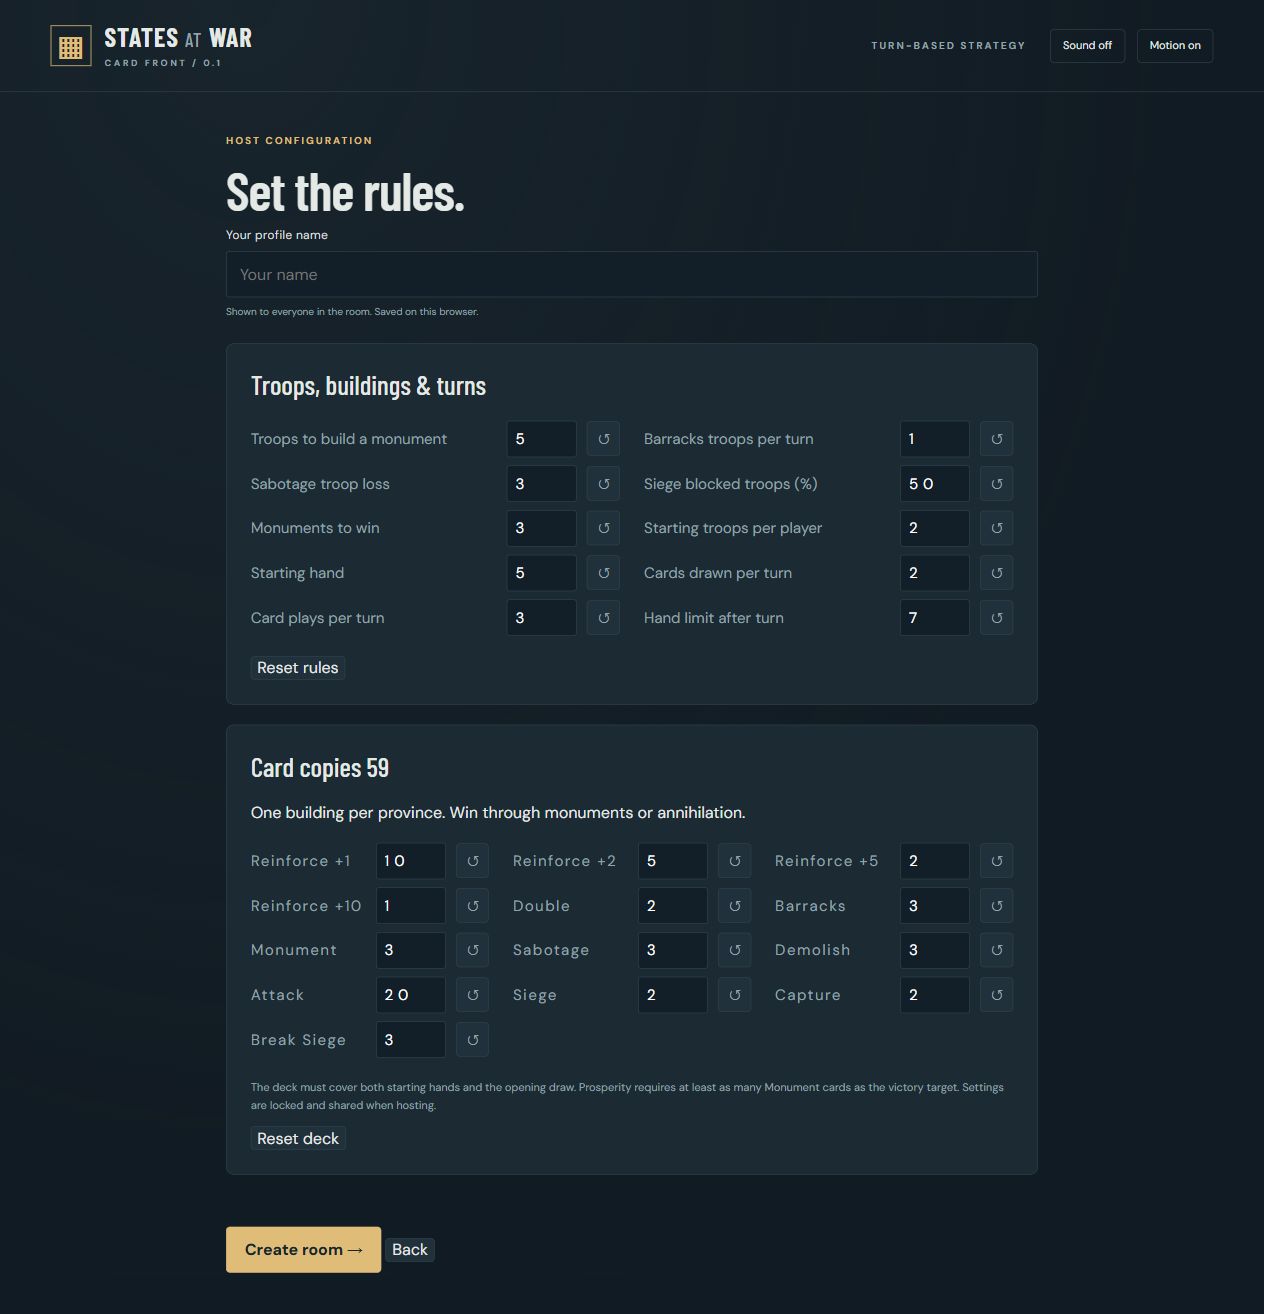 STATES AT WAR
CARD FRONT / 0.1
TURN-BASED STRATEGY
Sound off
Motion on
HOST CONFIGURATION
Set the rules.
Your profile name
Your name
Shown to everyone in the room. Saved on this browser.
Troops, buildings & turns
Troops to build a monument 5 ↺ Barracks troops per turn 1 ↺
Sabotage troop loss 3 ↺ Siege blocked troops (%) 50 ↺
Monuments to win 3 ↺ Starting troops per player 2 ↺
Starting hand 5 ↺ Cards drawn per turn 2 ↺
Card plays per turn 3 ↺ Hand limit after turn 7 ↺
Reset rules
Card copies 59
One building per province. Win through monuments or annihilation.
Reinforce +1 10 ↺ Reinforce +2 5 ↺ Reinforce +5 2 ↺
Reinforce +10 1 ↺ Double 2 ↺ Barracks 3 ↺
Monument 3 ↺ Sabotage 3 ↺ Demolish 3 ↺
Attack 20 ↺ Siege 2 ↺ Capture 2 ↺
Break Siege 3 ↺
The deck must cover both starting hands and the opening draw. Prosperity requires at least as many Monument cards as the victory target. Settings
are locked and shared when hosting.
Reset deck
Create room →
Back